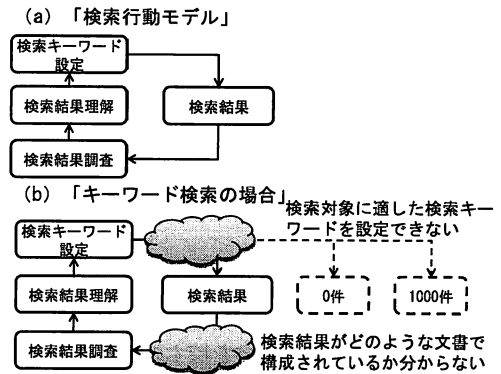 (a) 「検索行動モデル」
検索キーワード
設定
検索結果理解
検索結果
検索結果調査
(b) 「キーワード検索の場合」
検索対象に適した検索キー
ワードを設定できない
検索キーワード
設定
検索結果理解
検索結果
0件
1000件
検索結果調査
検索結果がどのような文書で
構成されているか分からない